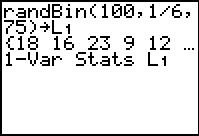 randBin(100,1/6,
75)→L₁
{18 16 23 9 12 …
1-Var Stats L₁